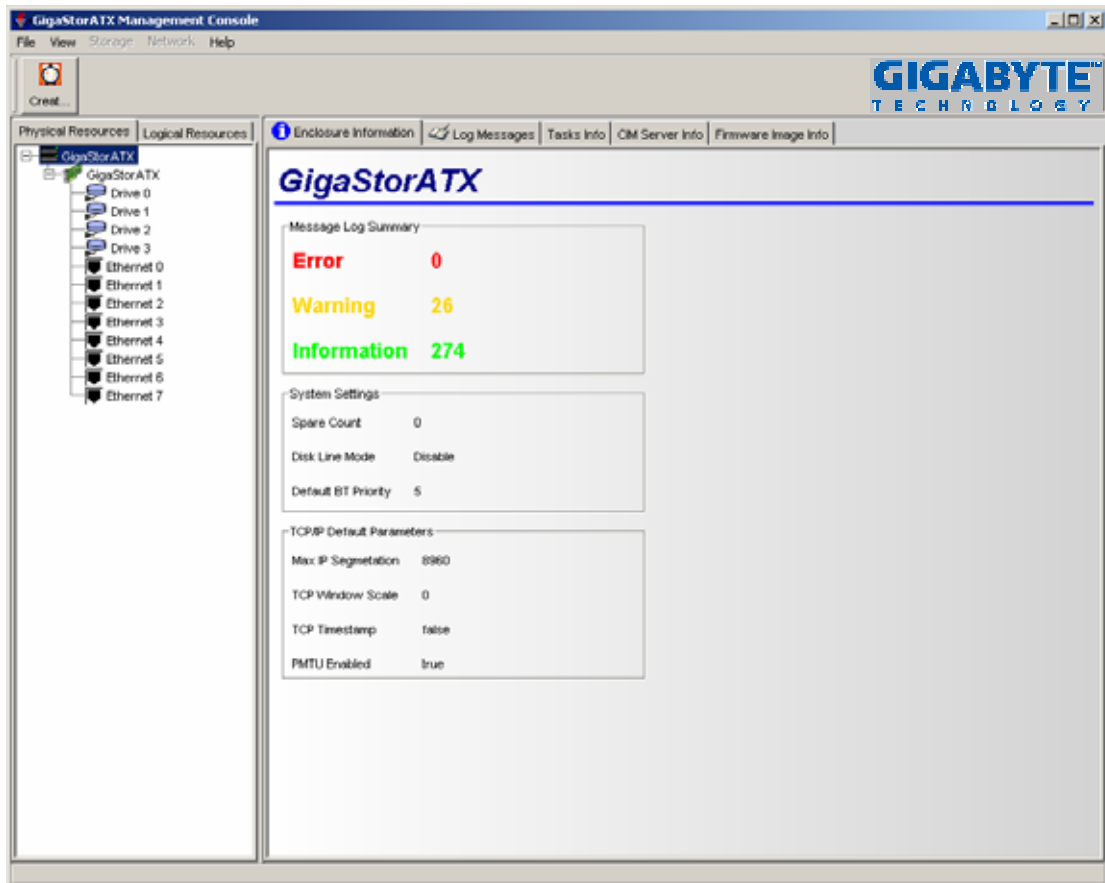 GigaStorATX Management Console
File View Storage Network Help
Creat...
GIGABYTE™
TECHNOLOGY
Physical Resources Logical Resources
Enclosure Information Log Messages Tasks Info CIM Server Info Firmware Image Info
GigaStorATX
GigaStorATX
Drive 0
Drive 1
Drive 2
Drive 3
Ethernet 0
Ethernet 1
Ethernet 2
Ethernet 3
Ethernet 4
Ethernet 5
Ethernet 6
Ethernet 7
GigaStorATX
Message Log Summary
Error 0
Warning 26
Information 274
System Settings
Spare Count 0
Disk Line Mode Disable
Default BT Priority 5
TCP/IP Default Parameters
Max IP Segmetation 8960
TCP Window Scale 0
TCP Timestamp false
PMTU Enabled true